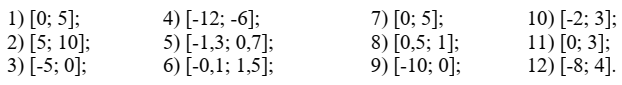 1) [0; 5]; 4) [-12; -6]; 7) [0; 5]; 10) [-2; 3];
2) [5; 10]; 5) [-1,3; 0,7]; 8) [0,5; 1]; 11) [0; 3];
3) [-5; 0]; 6) [-0,1; 1,5]; 9) [-10; 0]; 12) [-8; 4].